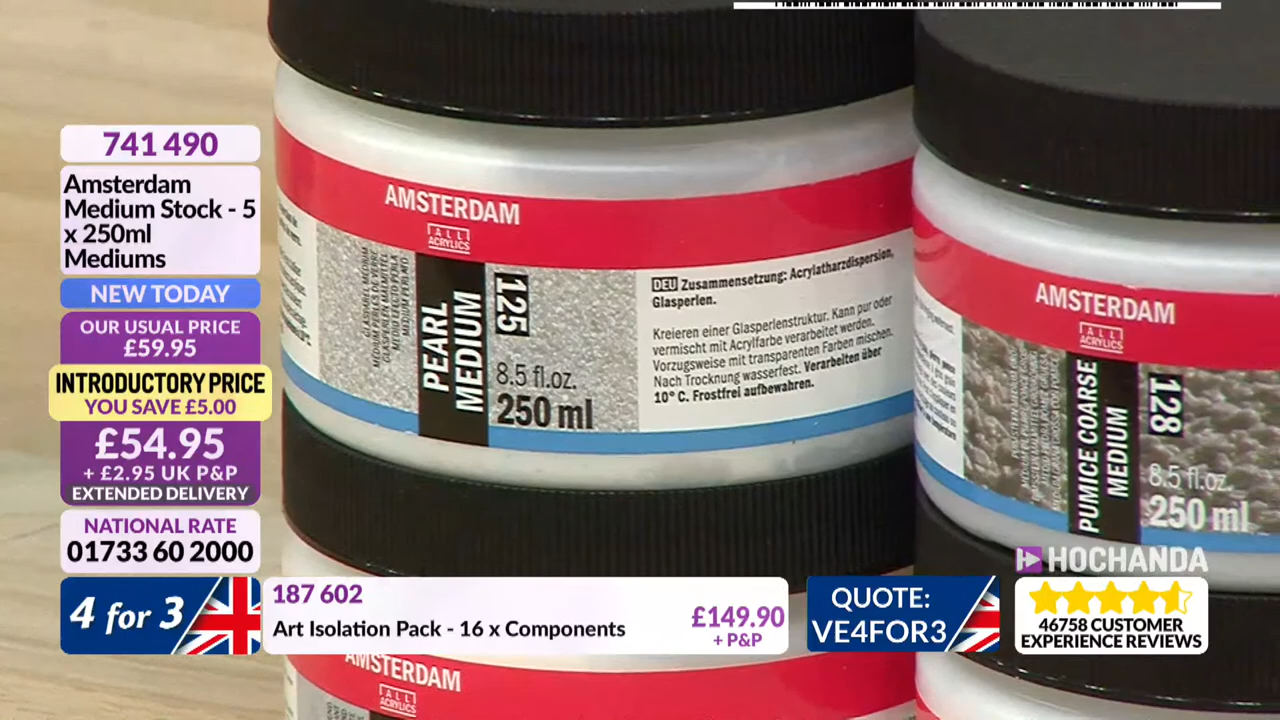 741 490
Amsterdam
Medium Stock - 5
x 250ml
Mediums
NEW TODAY
OUR USUAL PRICE
£59.95
INTRODUCTORY PRICE
YOU SAVE £5.00
£54.95
+ £2.95 UK P&P
EXTENDED DELIVERY
NATIONAL RATE
01733 60 2000
4 for 3
187 602
Art Isolation Pack - 16 x Components
£149.90
+ P&P
QUOTE:
VE4FOR3
HOCHANDA
46758 CUSTOMER
EXPERIENCE REVIEWS
AMSTERDAM
ALL
ACRYLICS
PEARL
MEDIUM
125
8.5 fl.oz.
250 ml
DEU Zusammensetzung: Acrylatharzdispersion,
Glasperlen.
Kreieren einer Glasperlenstruktur. Kann pur oder
vermischt mit Acrylfarbe verarbeitet werden.
Vorzugsweise mit transparenten Farben mischen.
Nach Trocknung wasserfest. Verarbeiten über
10° C. Frostfrei aufbewahren.
AMSTERDAM
ALL
ACRYLICS
PUMICE COARSE
MEDIUM
128
8.5 fl.oz.
250 ml
AMSTERDAM
ALL
ACRYLICS